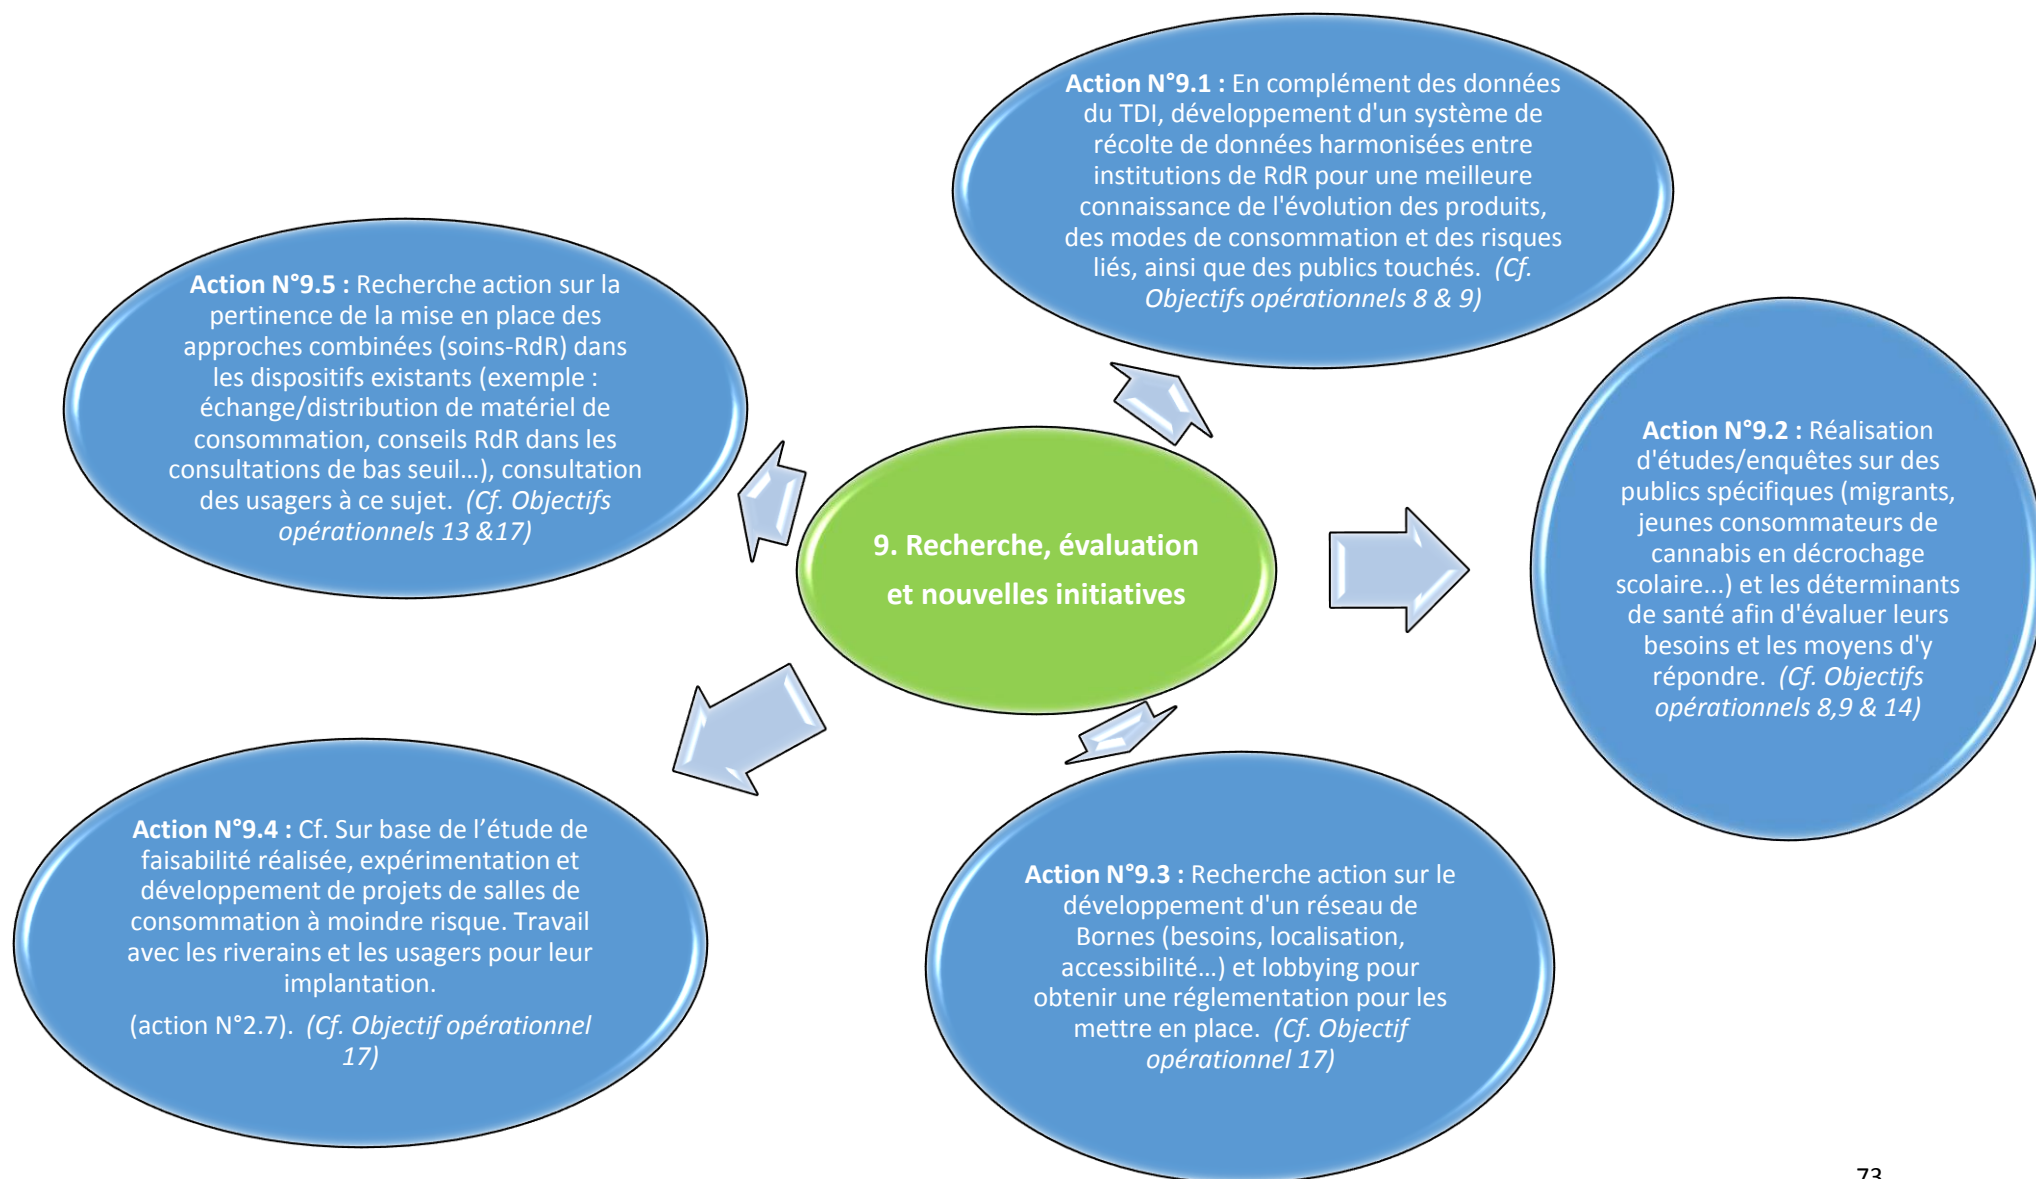 Action N°9.1 : En complément des données
du TDI, développement d'un système de
récolte de données harmonisées entre
institutions de RdR pour une meilleure
connaissance de l'évolution des produits,
des modes de consommation et des risques
liés, ainsi que des publics touchés. (Cf.
Objectifs opérationnels 8 & 9)
Action N°9.5 : Recherche action sur la
pertinence de la mise en place des
approches combinées (soins-RdR) dans
les dispositifs existants (exemple :
échange/distribution de matériel de
consommation, conseils RdR dans les
consultations de bas seuil…), consultation
des usagers à ce sujet. (Cf. Objectifs
opérationnels 13 &17)
9. Recherche, évaluation
et nouvelles initiatives
Action N°9.2 : Réalisation
d'études/enquêtes sur des
publics spécifiques (migrants,
jeunes consommateurs de
cannabis en décrochage
scolaire...) et les déterminants
de santé afin d'évaluer leurs
besoins et les moyens d'y
répondre. (Cf. Objectifs
opérationnels 8,9 & 14)
Action N°9.4 : Cf. Sur base de l’étude de
faisabilité réalisée, expérimentation et
développement de projets de salles de
consommation à moindre risque. Travail
avec les riverains et les usagers pour leur
implantation.
(action N°2.7). (Cf. Objectif opérationnel
17)
Action N°9.3 : Recherche action sur le
développement d'un réseau de
Bornes (besoins, localisation,
accessibilité…) et lobbying pour
obtenir une réglementation pour les
mettre en place. (Cf. Objectif
opérationnel 17)
73